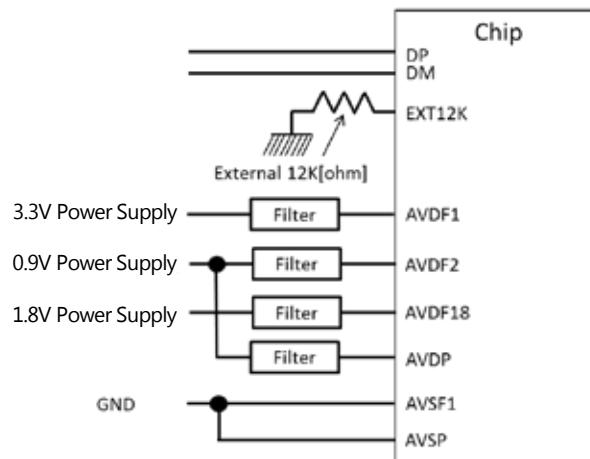 Chip
DP
DM
EXT12K
External 12K[ohm]
3.3V Power Supply Filter AVDF1
0.9V Power Supply Filter AVDF2
1.8V Power Supply Filter AVDF18
Filter AVDP
GND AVSF1
AVSP